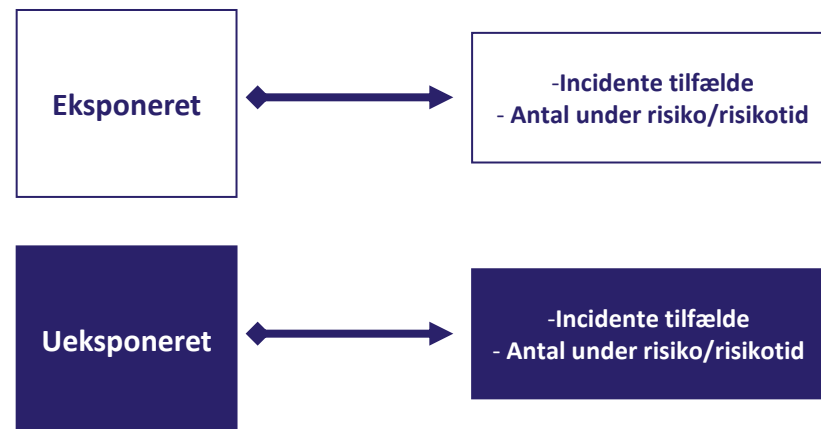 Eksponeret
-Incidente tilfælde
- Antal under risiko/risikotid
Ueksponeret
-Incidente tilfælde
- Antal under risiko/risikotid